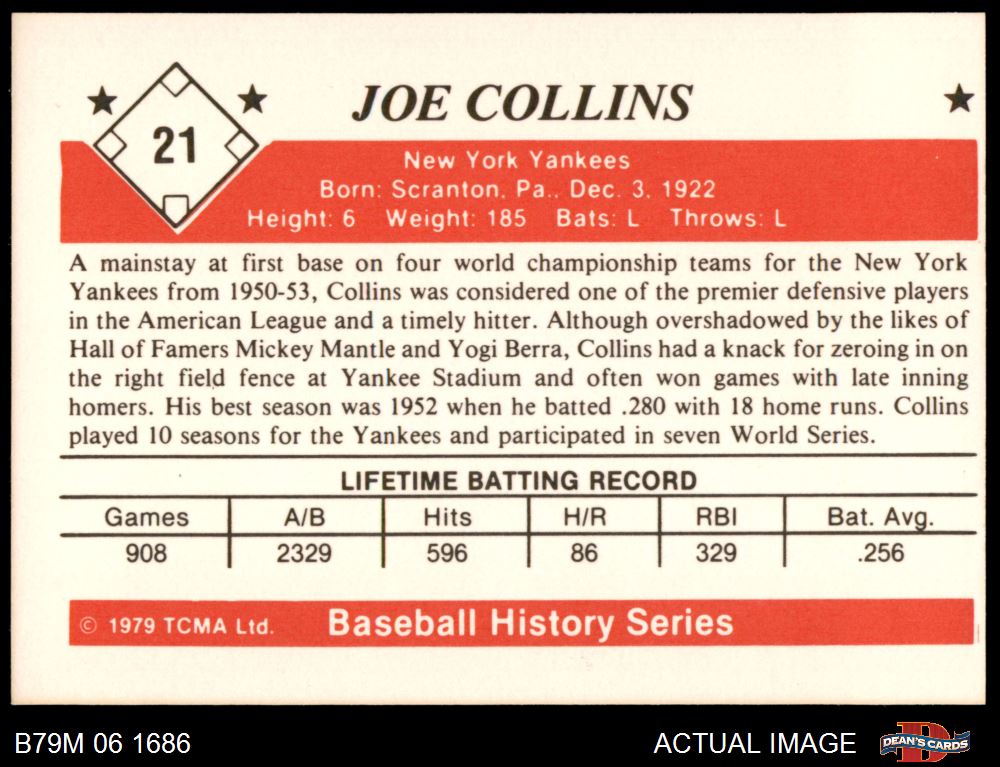 21
JOE COLLINS
New York Yankees
Born: Scranton, Pa., Dec. 3, 1922
Height: 6 Weight: 185 Bats: L Throws: L
A mainstay at first base on four world championship teams for the New York
Yankees from 1950-53, Collins was considered one of the premier defensive players
in the American League and a timely hitter. Although overshadowed by the likes of
Hall of Famers Mickey Mantle and Yogi Berra, Collins had a knack for zeroing in on
the right field fence at Yankee Stadium and often won games with late inning
homers. His best season was 1952 when he batted .280 with 18 home runs. Collins
played 10 seasons for the Yankees and participated in seven World Series.
LIFETIME BATTING RECORD
Games A/B Hits H/R RBI Bat. Avg.
908 2329 596 86 329 .256
© 1979 TCMA Ltd. Baseball History Series
B79M 06 1686 ACTUAL IMAGE DEAN'S CARDS